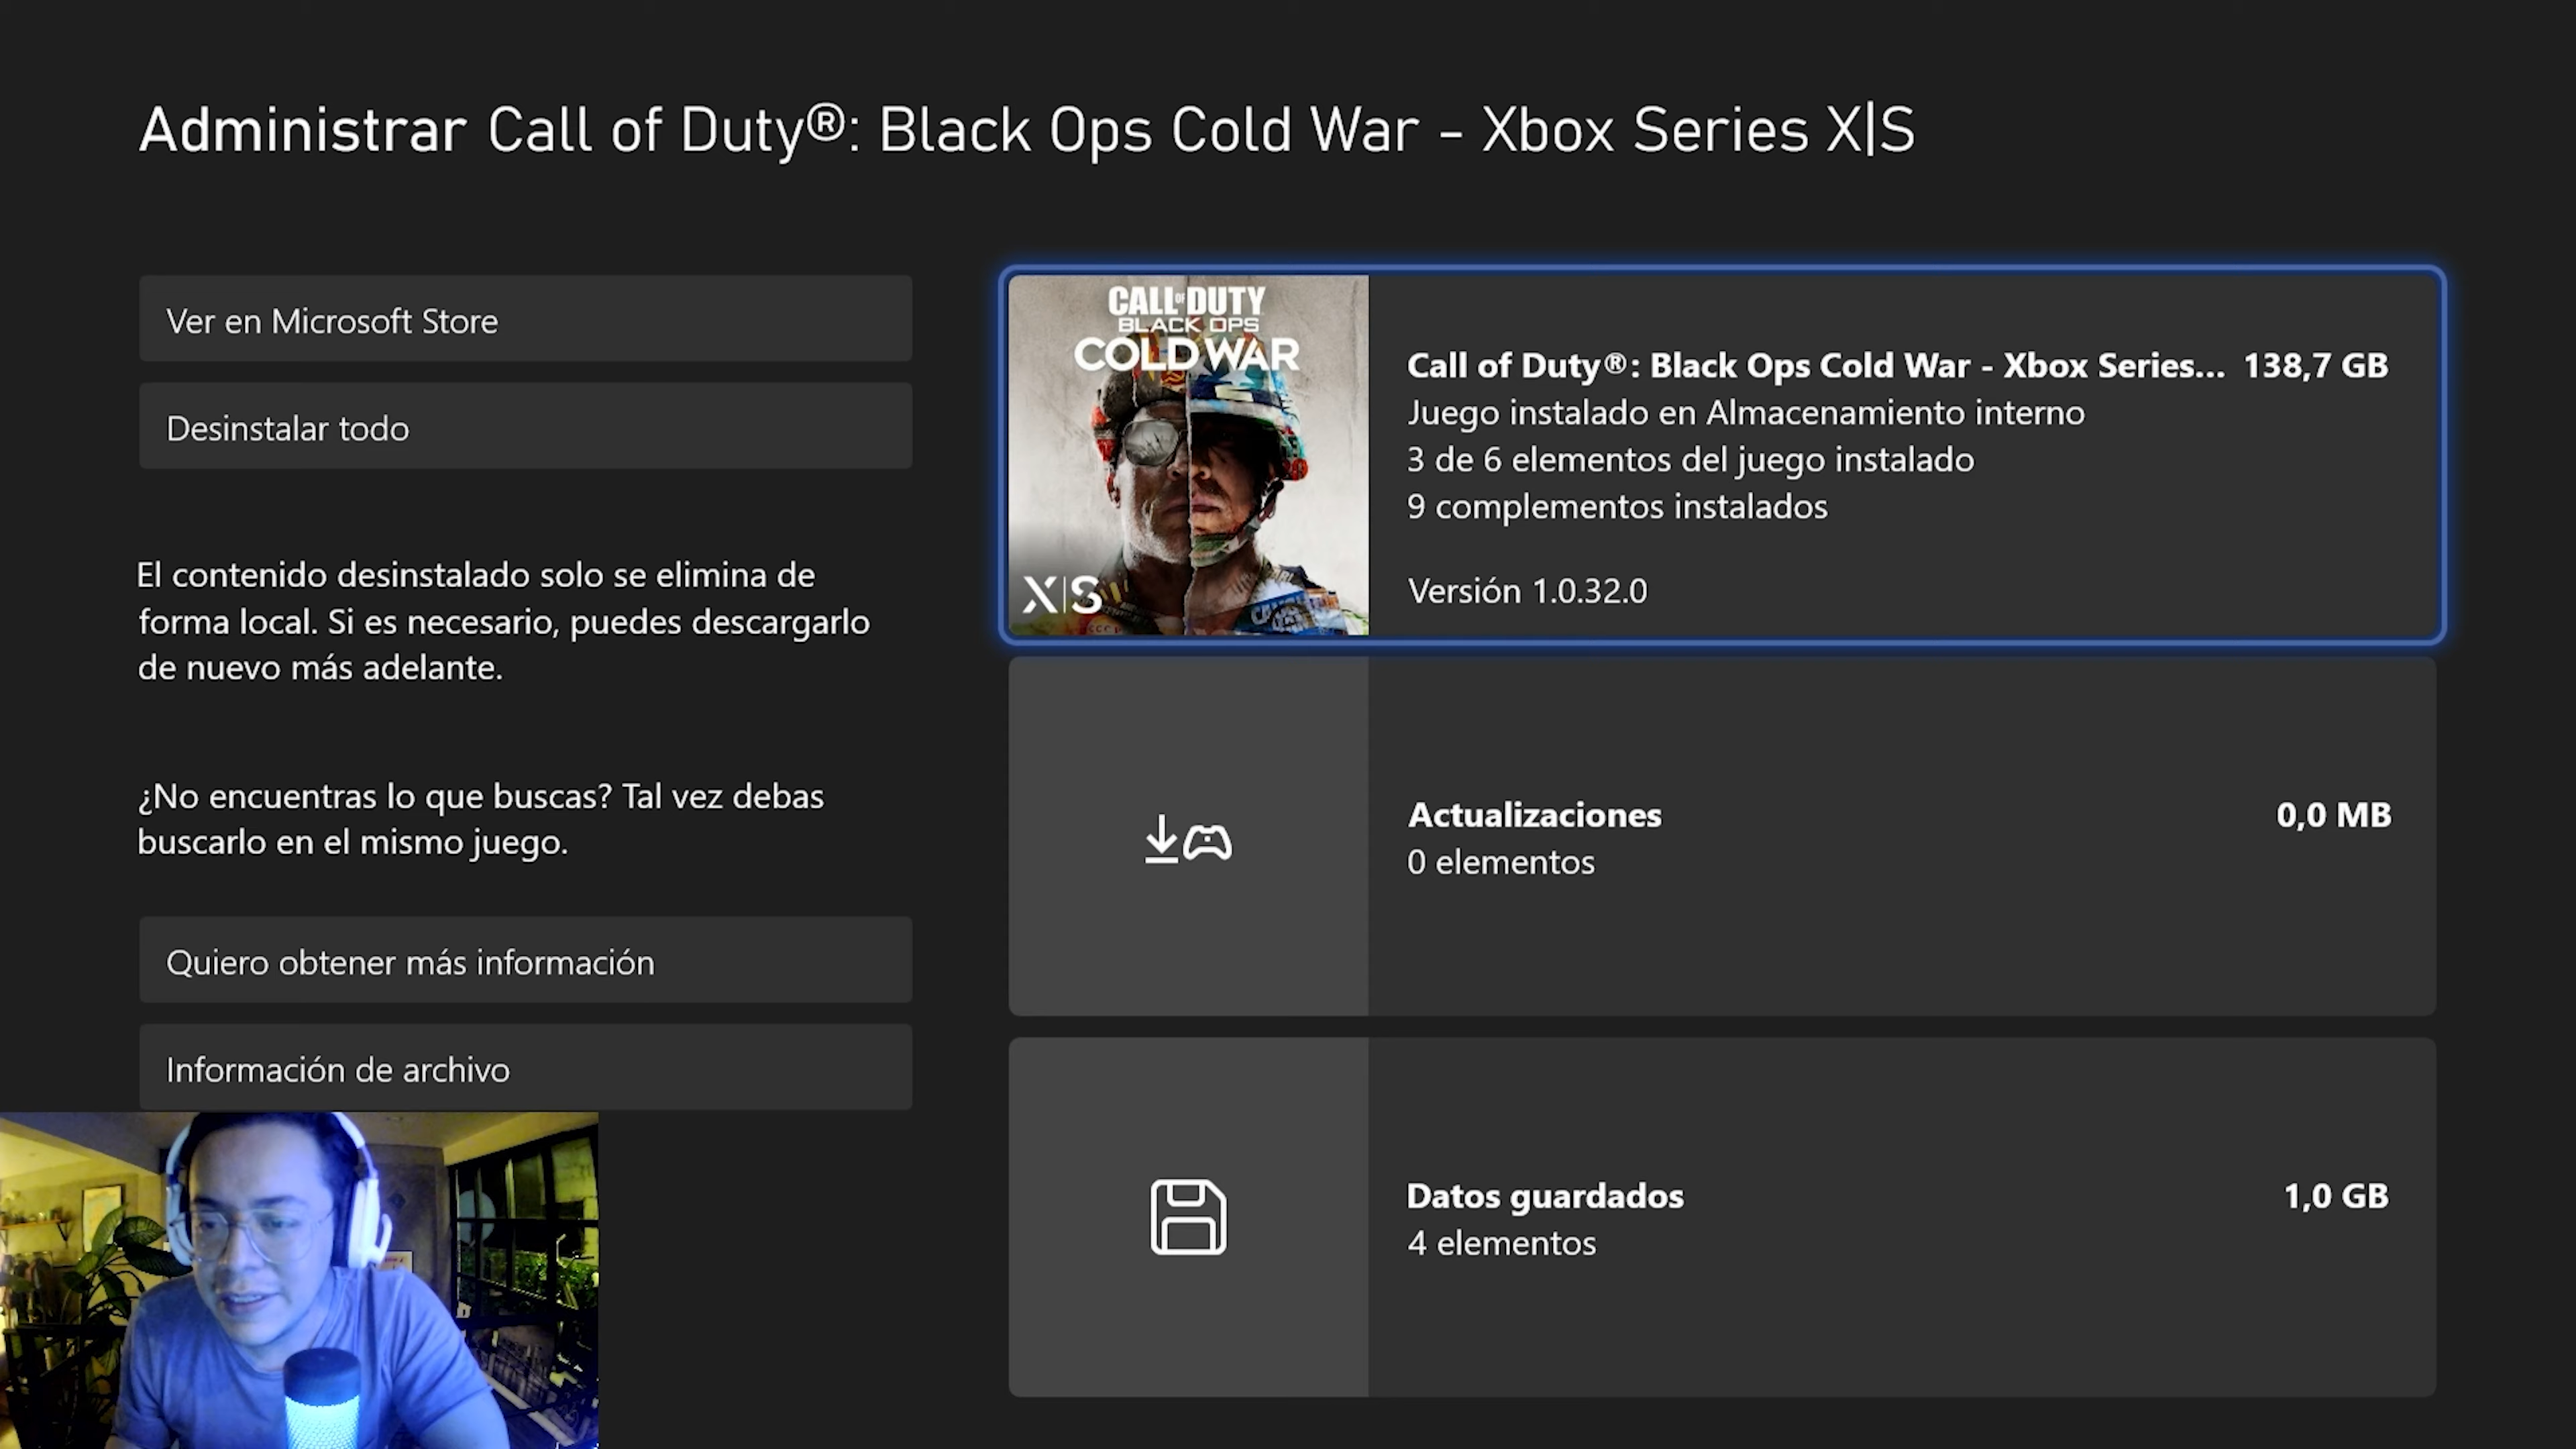 Administrar Call of Duty®: Black Ops Cold War - Xbox Series X|S
Ver en Microsoft Store
Desinstalar todo
El contenido desinstalado solo se elimina de
forma local. Si es necesario, puedes descargarlo
de nuevo más adelante.
¿No encuentras lo que buscas? Tal vez debas
buscarlo en el mismo juego.
Quiero obtener más información
Información de archivo
CALL OF DUTY
BLACK OPS
COLD WAR
X|S
Call of Duty®: Black Ops Cold War - Xbox Series... 138,7 GB
Juego instalado en Almacenamiento interno
3 de 6 elementos del juego instalado
9 complementos instalados
Versión 1.0.32.0
Actualizaciones 0,0 MB
0 elementos
Datos guardados 1,0 GB
4 elementos